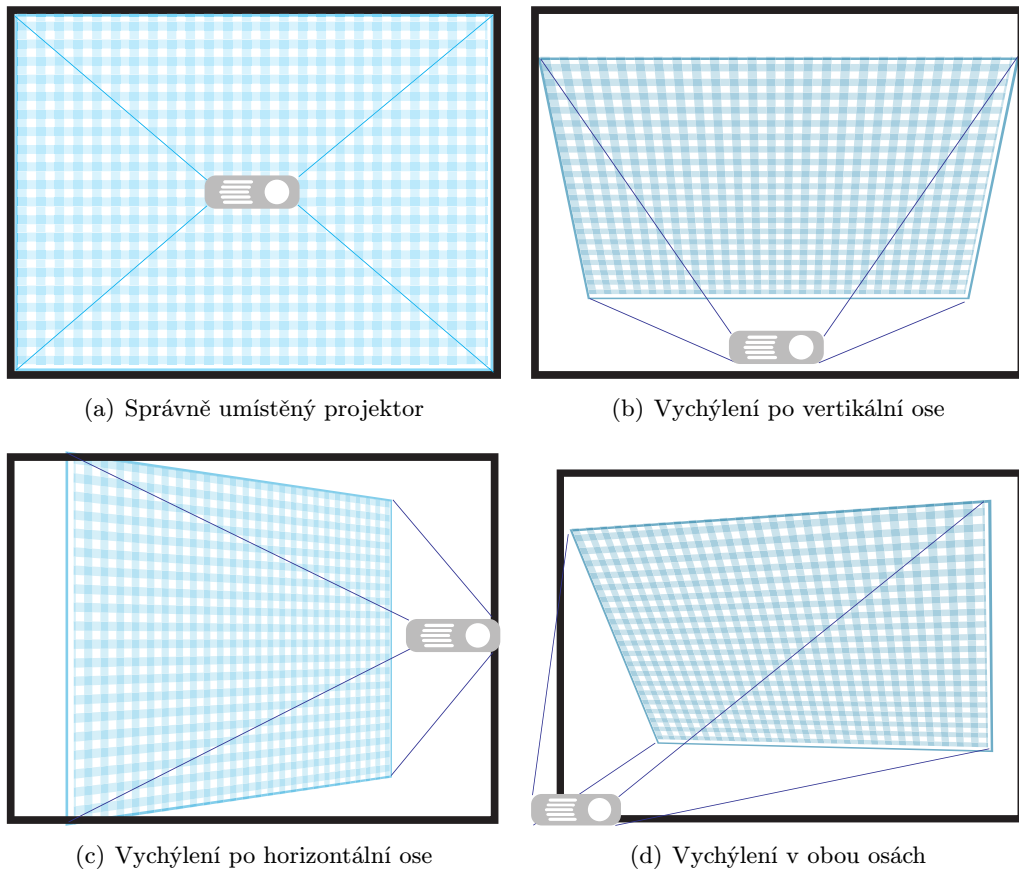 (a) Správně umístěný projektor
(b) Vychýlení po vertikální ose
(c) Vychýlení po horizontální ose
(d) Vychýlení v obou osách